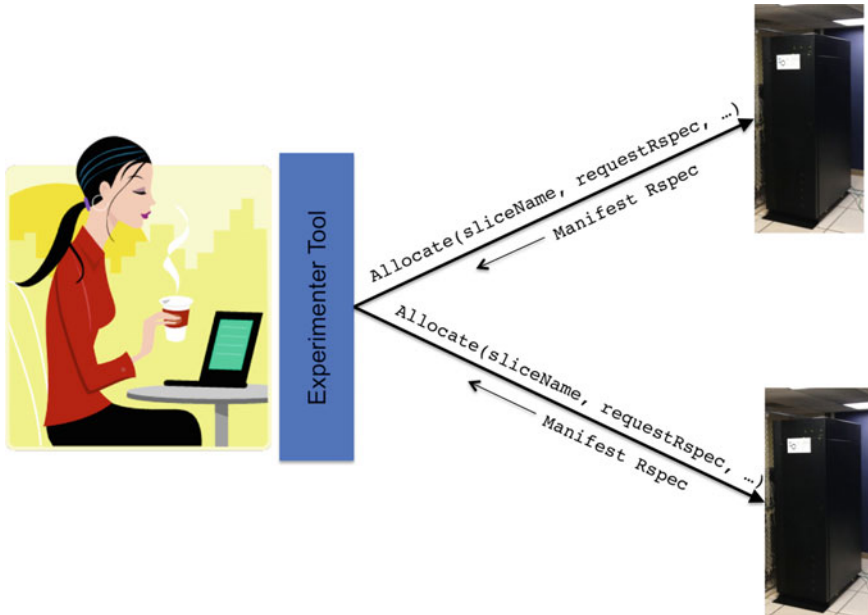 Experimenter Tool
Allocate(sliceName, requestRspec, …)
Manifest Rspec
Allocate(sliceName, requestRspec, …)
Manifest Rspec